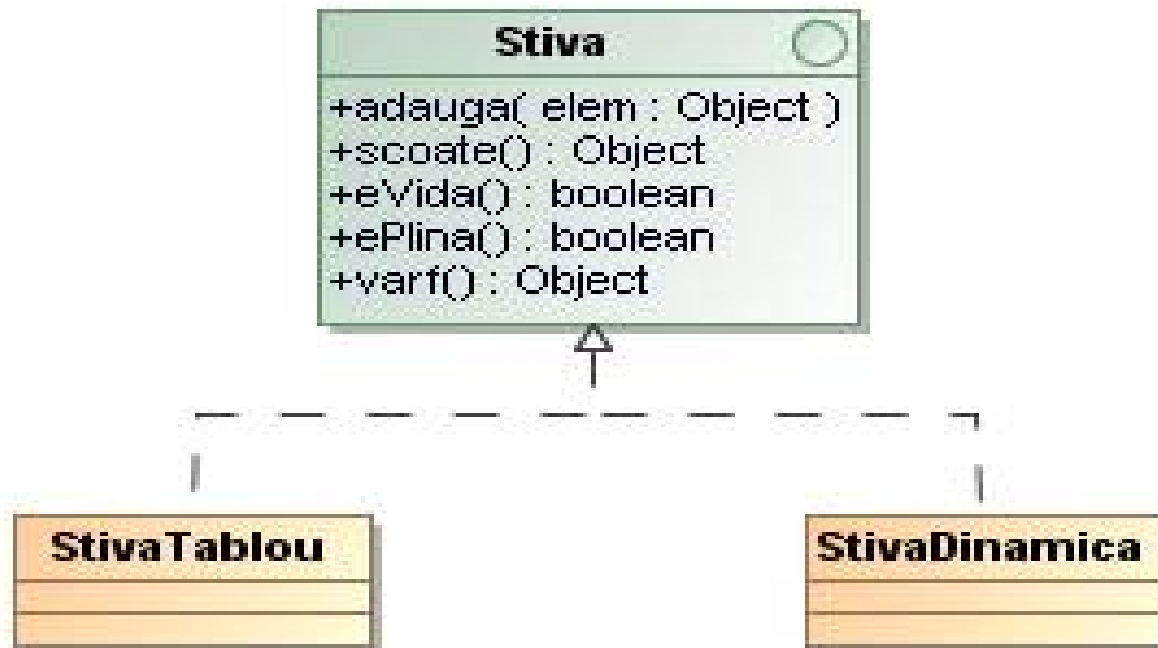 Stiva
+adauga( elem : Object )
+scoate() : Object
+eVida() : boolean
+ePlina() : boolean
+varf() : Object
StivaTablou
StivaDinamica